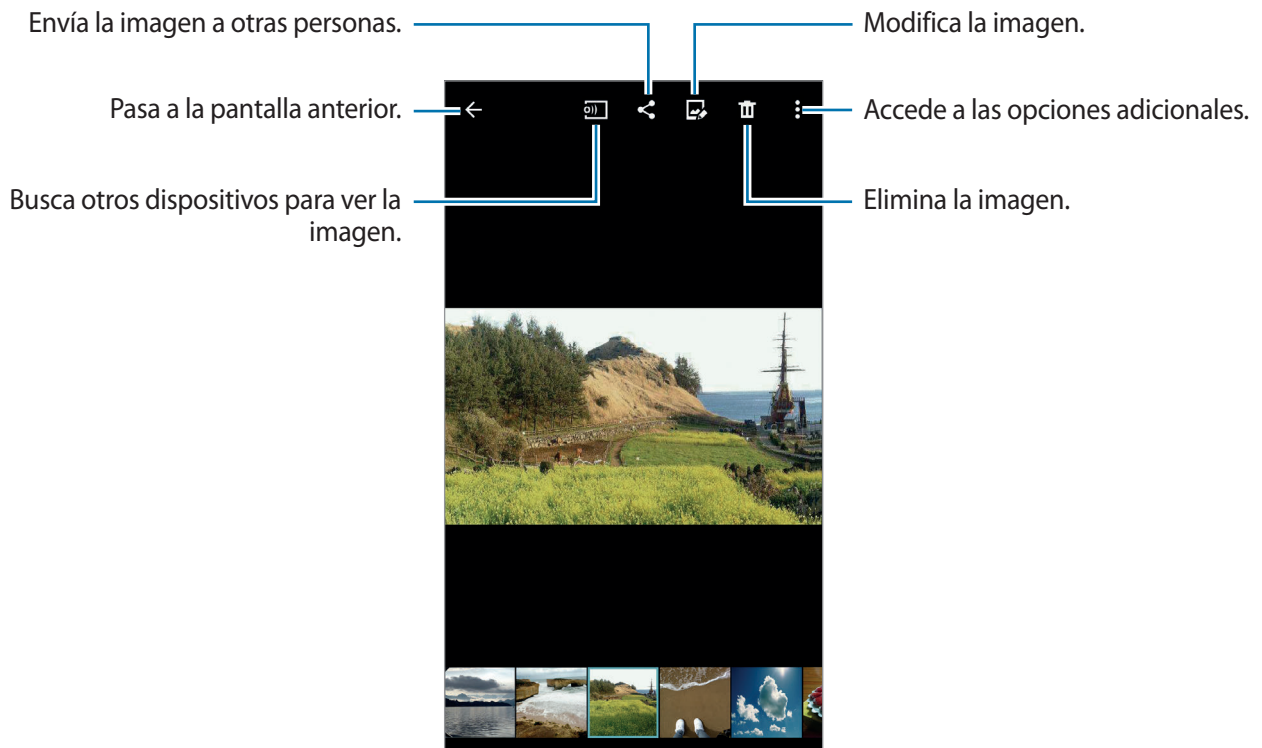 Envía la imagen a otras personas.
Modifica la imagen.
Pasa a la pantalla anterior.
Accede a las opciones adicionales.
Busca otros dispositivos para ver la
imagen.
Elimina la imagen.